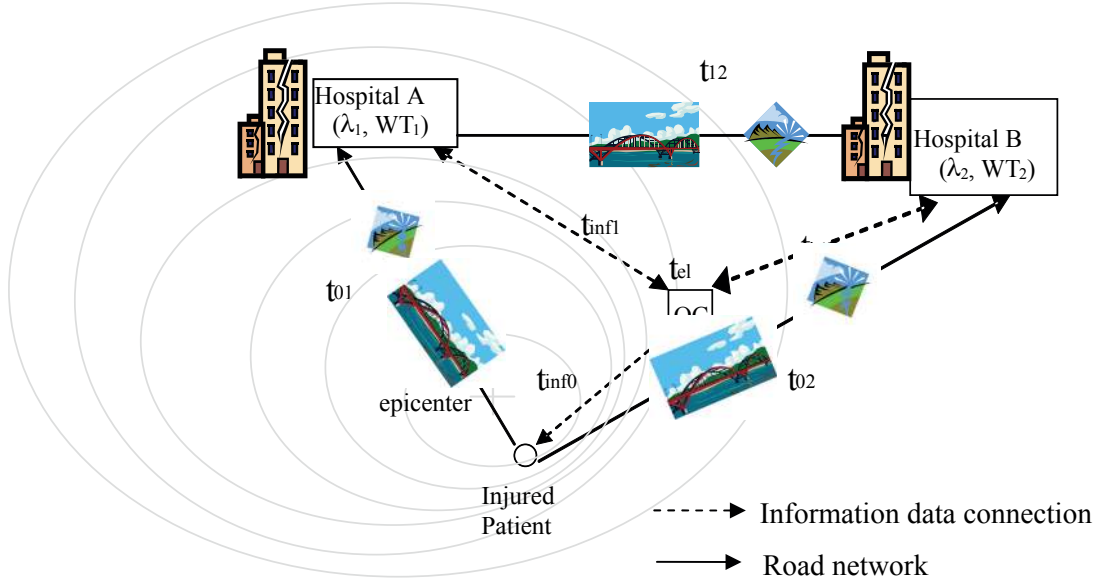 t12
Hospital A
(λ1, WT1)
Hospital B
(λ2, WT2)
tinf1
tel
t01
tinf0
t02
epicenter
Injured
Patient
Information data connection
Road network